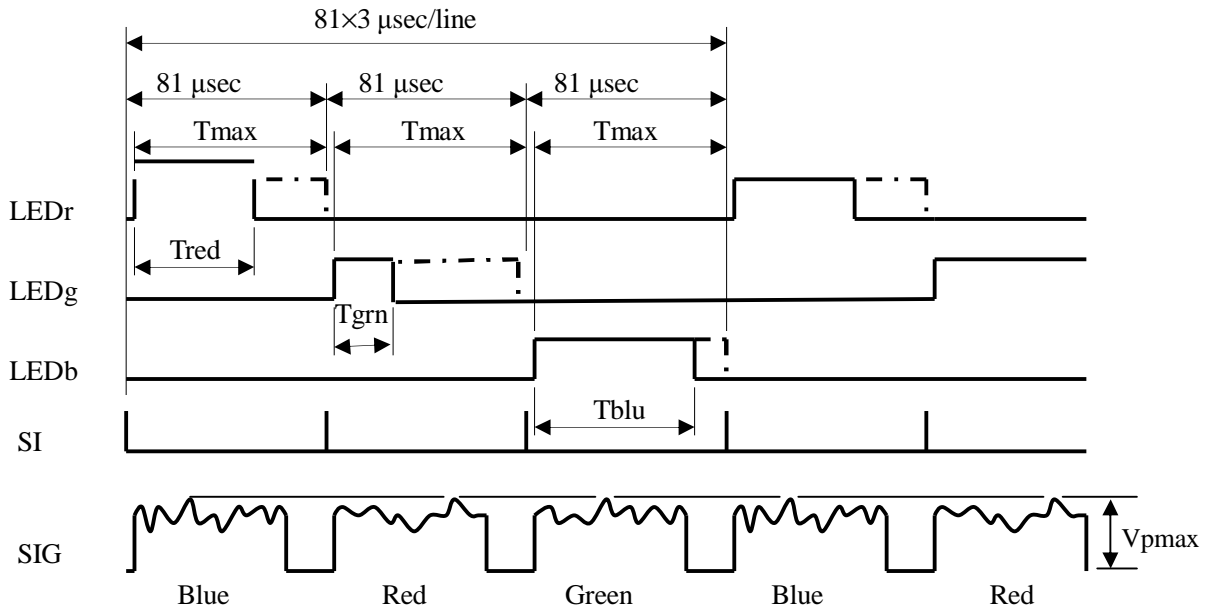 81×3 μsec/line
81 μsec 81 μsec 81 μsec
Tmax Tmax Tmax
LEDr
Tred
LEDg
Tgrn
LEDb
Tblu
SI
SIG
Vpmax
Blue Red Green Blue Red